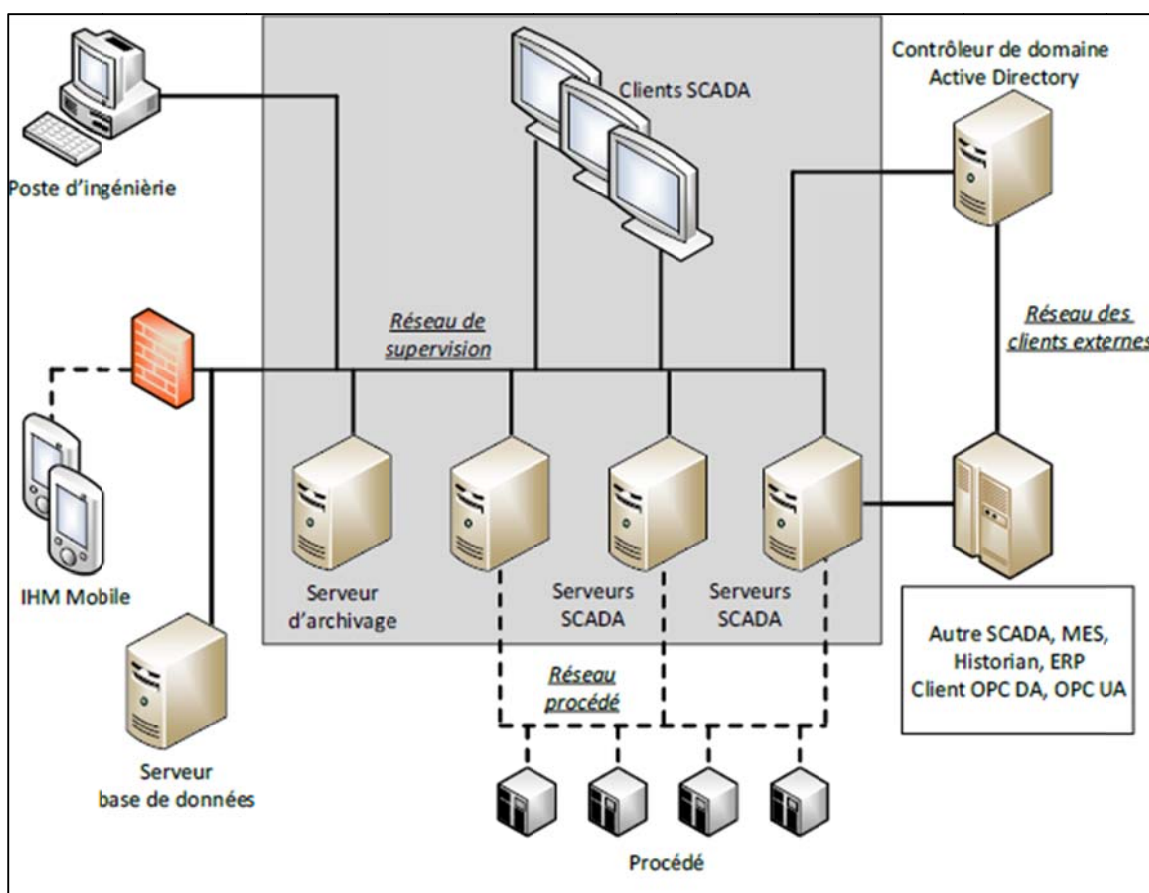 Contrôleur de domaine
Active Directory
Clients SCADA
Poste d'ingénièrie
Réseau de
supervision
Réseau des
clients externes
IHM Mobile
Serveur
d'archivage
Serveurs
SCADA
Serveurs
SCADA
Autre SCADA, MES,
Historian, ERP
Client OPC DA, OPC UA
Réseau
procédé
Serveur
base de données
Procédé